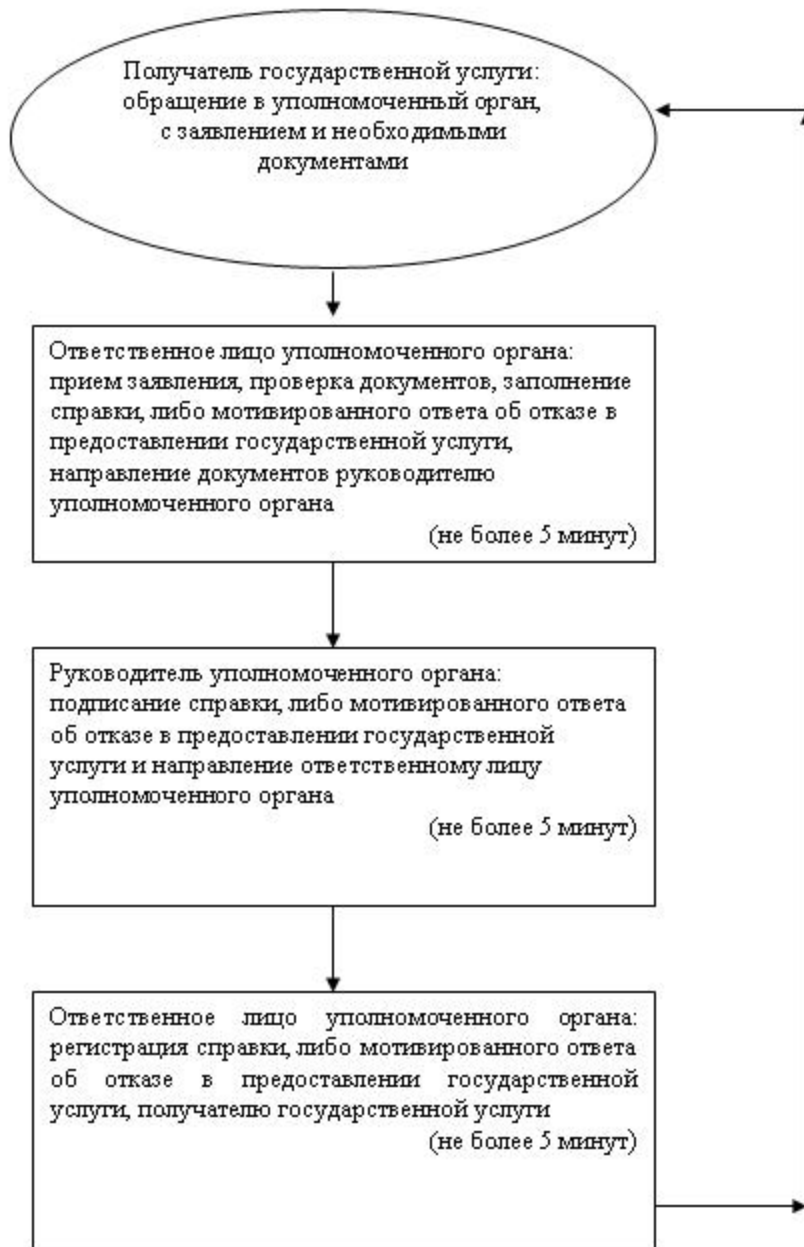 Получатель государственной услуги:
обращение в уполномоченный орган,
с заявлением и необходимыми
документами
Ответственное лицо уполномоченного органа:
прием заявления, проверка документов, заполнение
справки, либо мотивированного ответа об отказе в
предоставлении государственной услуги,
направление документов руководителю
уполномоченного органа
(не более 5 минут)
Руководитель уполномоченного органа:
подписание справки, либо мотивированного ответа
об отказе в предоставлении государственной
услуги и направление ответственному лицу
уполномоченного органа
(не более 5 минут)
Ответственное лицо уполномоченного органа:
регистрация справки, либо мотивированного ответа
об отказе в предоставлении государственной
услуги, получателю государственной услуги
(не более 5 минут)